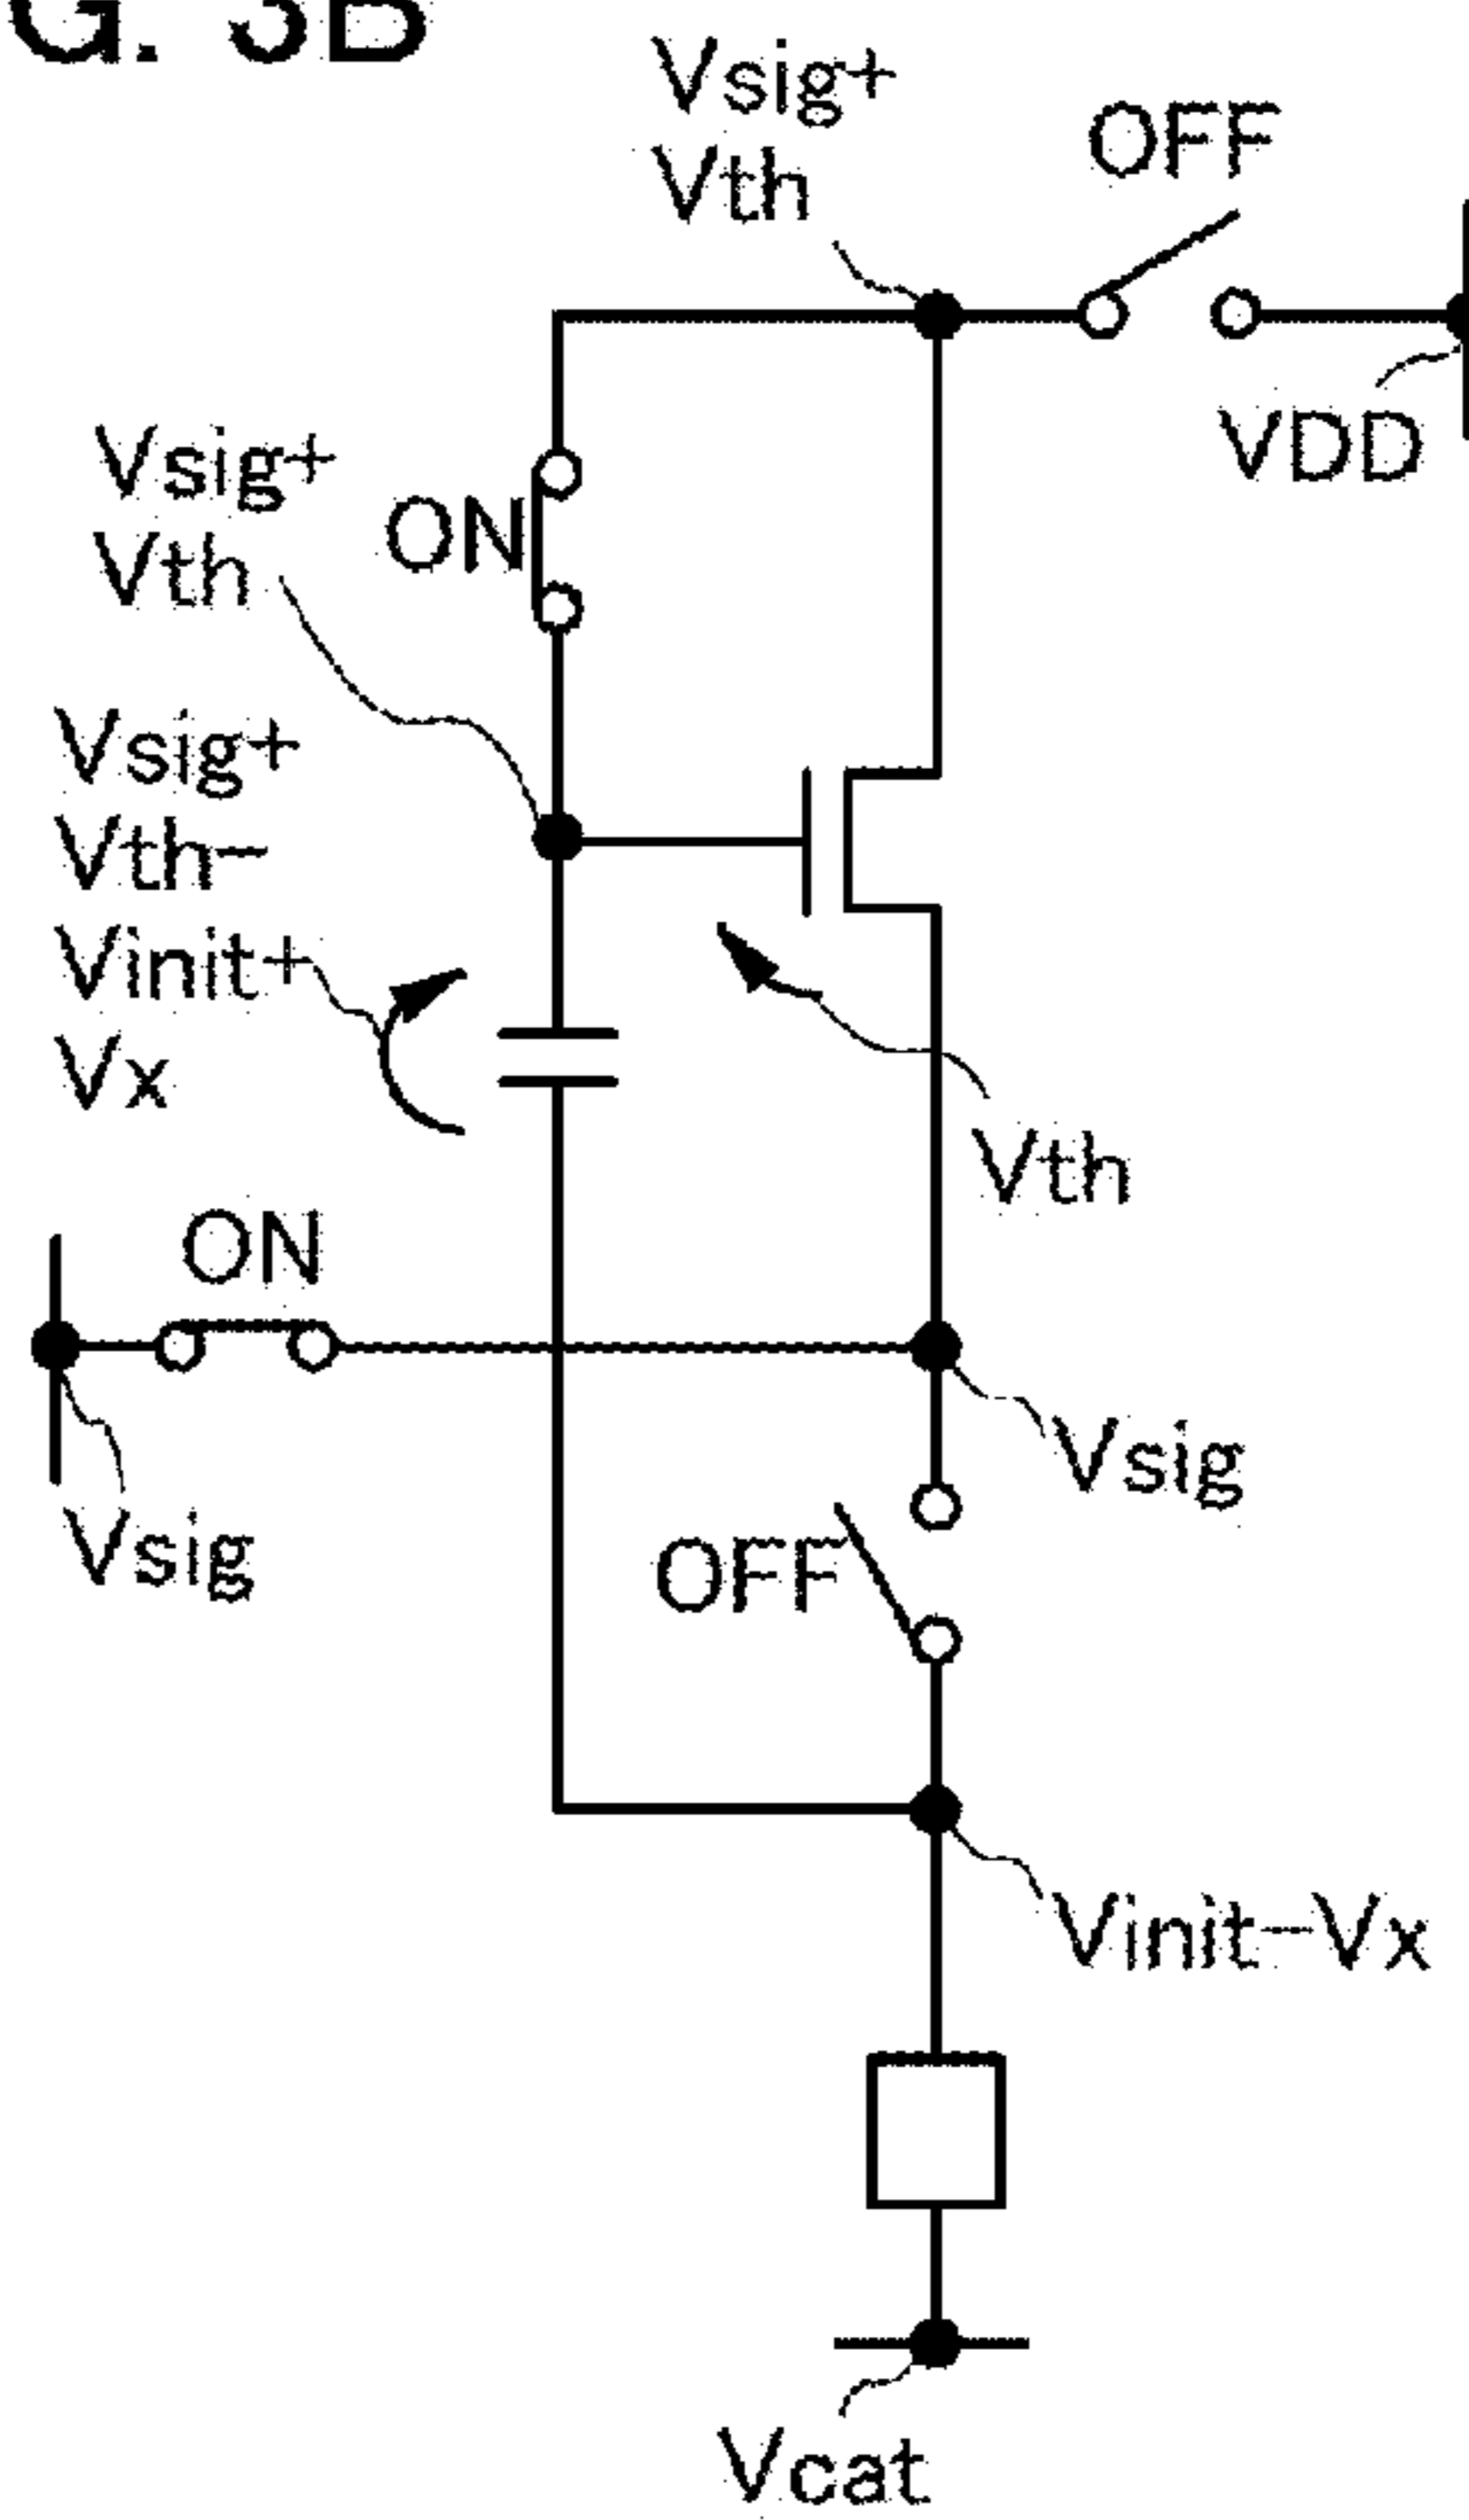 G. 3B
Vsig+
Vth
OFF
VDD
Vsig+
Vth
ON
Vsig+
Vth-
Vinit+
Vx
Vth
ON
Vsig
Vsig
OFF
Vinit-Vx
Vcat